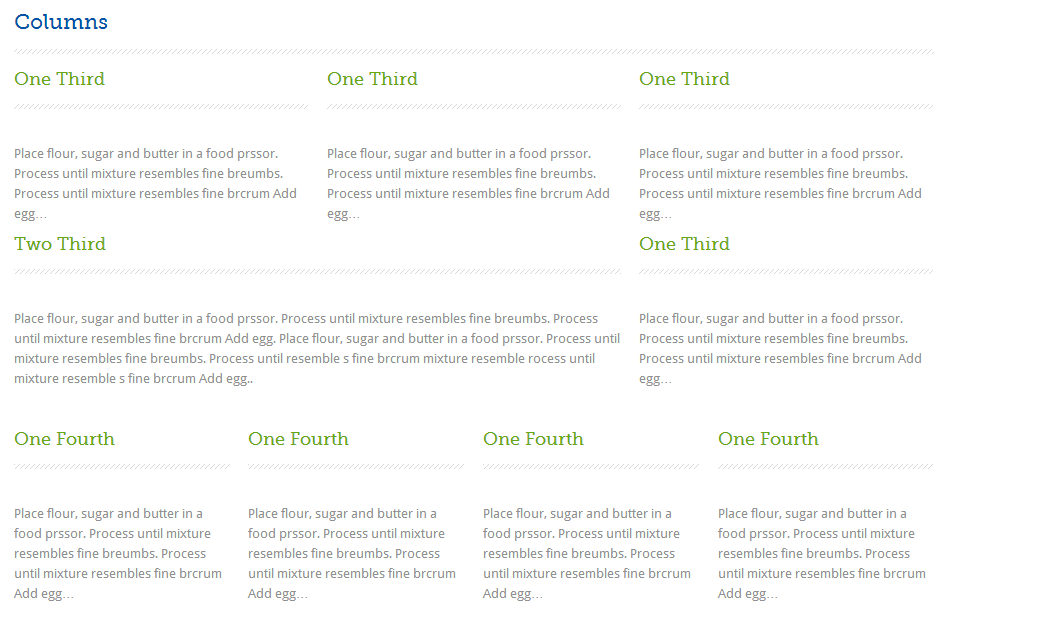 Columns
One Third
Place flour, sugar and butter in a food prssor.
Process until mixture resembles fine breumbs.
Process until mixture resembles fine brcrum Add
egg…
One Third
Place flour, sugar and butter in a food prssor.
Process until mixture resembles fine breumbs.
Process until mixture resembles fine brcrum Add
egg…
One Third
Place flour, sugar and butter in a food prssor.
Process until mixture resembles fine breumbs.
Process until mixture resembles fine brcrum Add
egg…
Two Third
Place flour, sugar and butter in a food prssor. Process until mixture resembles fine breumbs. Process
until mixture resembles fine brcrum Add egg. Place flour, sugar and butter in a food prssor. Process until
mixture resembles fine breumbs. Process until resemble s fine brcrum mixture resemble rocess until
mixture resemble s fine brcrum Add egg..
One Third
Place flour, sugar and butter in a food prssor.
Process until mixture resembles fine breumbs.
Process until mixture resembles fine brcrum Add
egg…
One Fourth
Place flour, sugar and butter in a
food prssor. Process until mixture
resembles fine breumbs. Process
until mixture resembles fine brcrum
Add egg…
One Fourth
Place flour, sugar and butter in a
food prssor. Process until mixture
resembles fine breumbs. Process
until mixture resembles fine brcrum
Add egg…
One Fourth
Place flour, sugar and butter in a
food prssor. Process until mixture
resembles fine breumbs. Process
until mixture resembles fine brcrum
Add egg…
One Fourth
Place flour, sugar and butter in a
food prssor. Process until mixture
resembles fine breumbs. Process
until mixture resembles fine brcrum
Add egg…